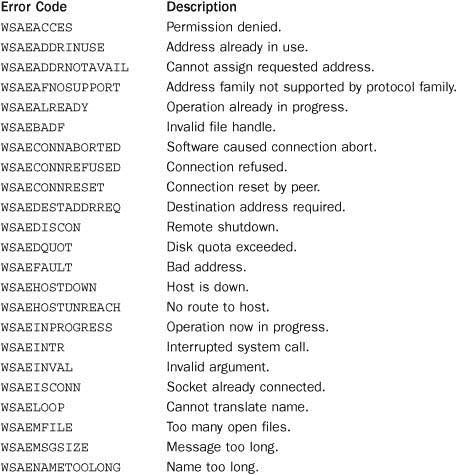 Error Code Description
WSAEACCES Permission denied.
WSAEADDRINUSE Address already in use.
WSAEADDRNOTAVAIL Cannot assign requested address.
WSAEAFNOSUPPORT Address family not supported by protocol family.
WSAEALREADY Operation already in progress.
WSAEBADF Invalid file handle.
WSAECONNABORTED Software caused connection abort.
WSAECONNREFUSED Connection refused.
WSAECONNRESET Connection reset by peer.
WSAEDESTADDRREQ Destination address required.
WSAEDISCON Remote shutdown.
WSAEDQUOT Disk quota exceeded.
WSAEFAULT Bad address.
WSAEHOSTDOWN Host is down.
WSAEHOSTUNREACH No route to host.
WSAEINPROGRESS Operation now in progress.
WSAEINTR Interrupted system call.
WSAEINVAL Invalid argument.
WSAEISCONN Socket already connected.
WSAELOOP Cannot translate name.
WSAEMFILE Too many open files.
WSAEMSGSIZE Message too long.
WSAENAMETOOLONG Name too long.